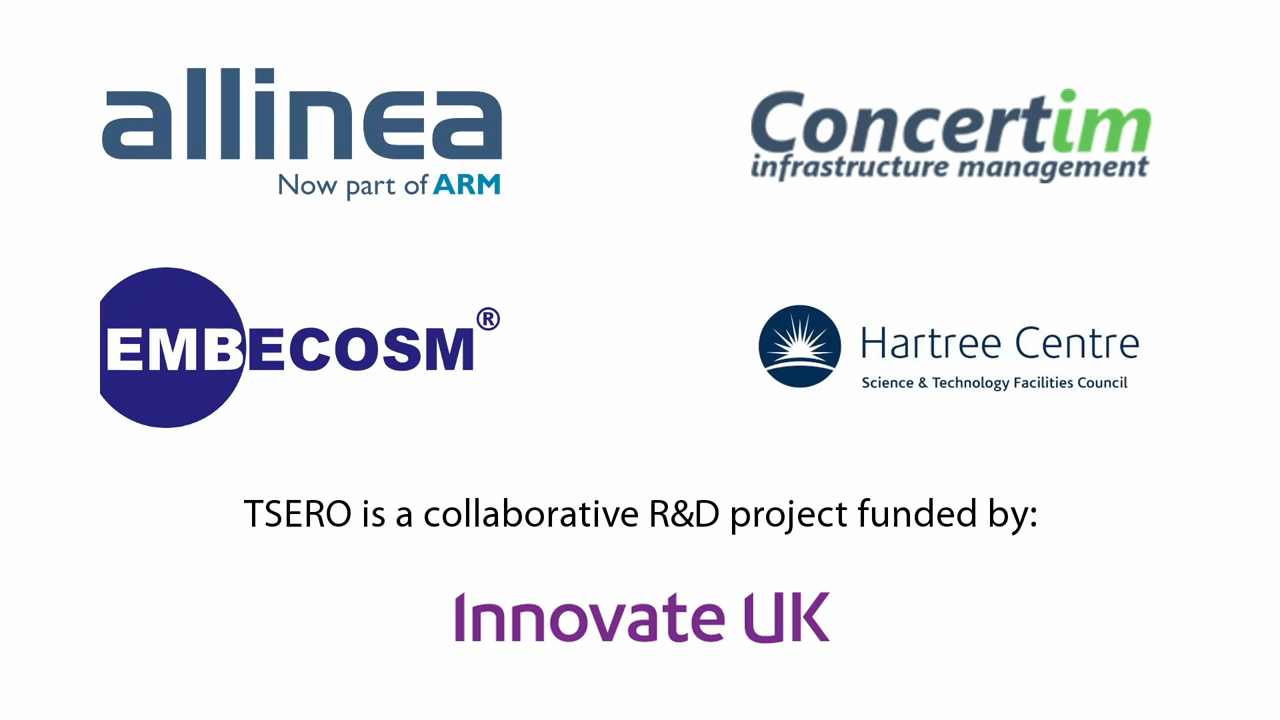 allinea
Now part of ARM
Concertim
infrastructure management
EMBECOSM®
Hartree Centre
Science & Technology Facilities Council
TSERO is a collaborative R&D project funded by:
Innovate UK